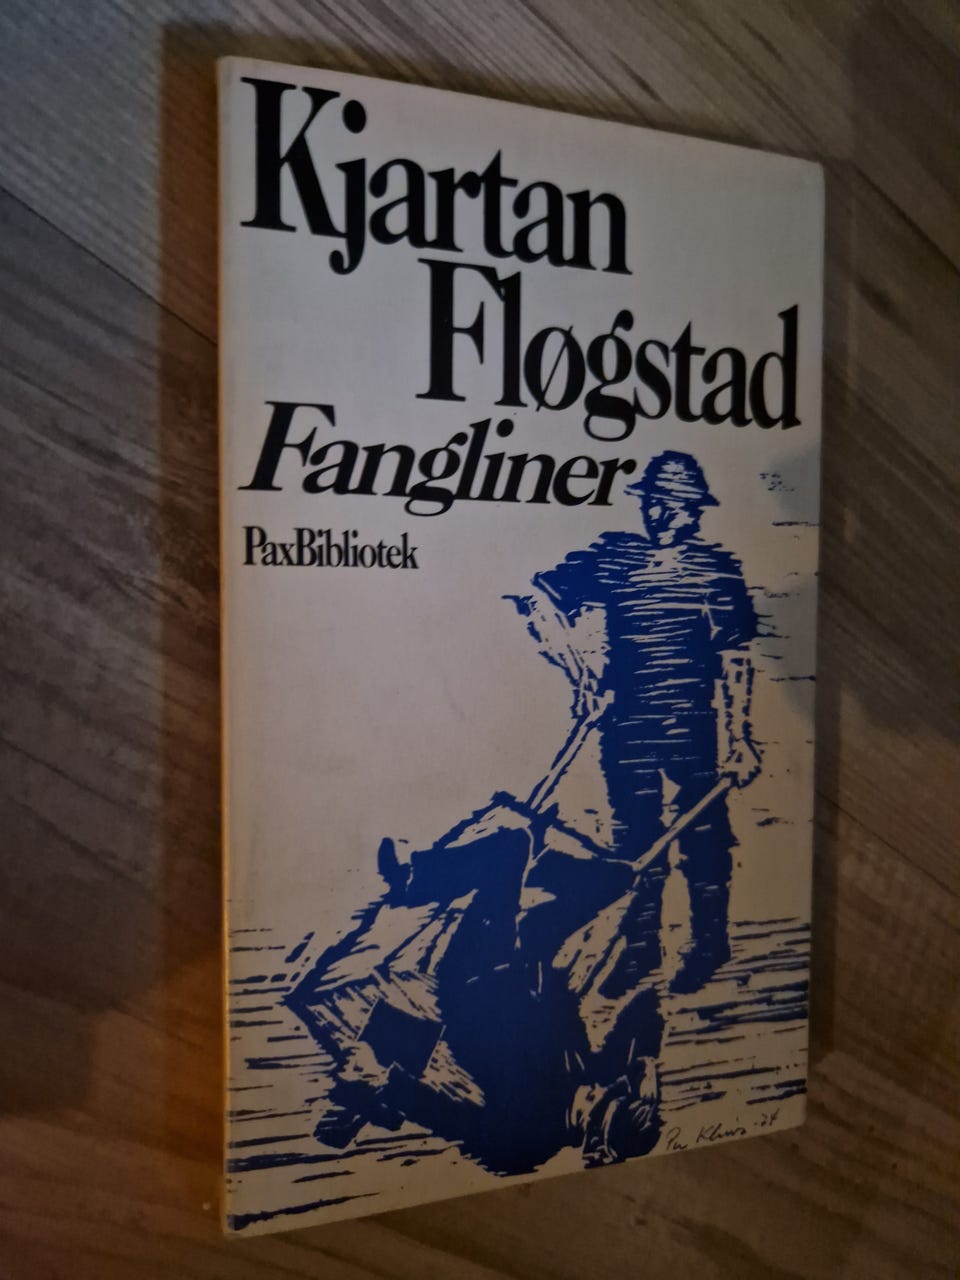 Kjartan
Fløgstad
Fangliner
PaxBibliotek